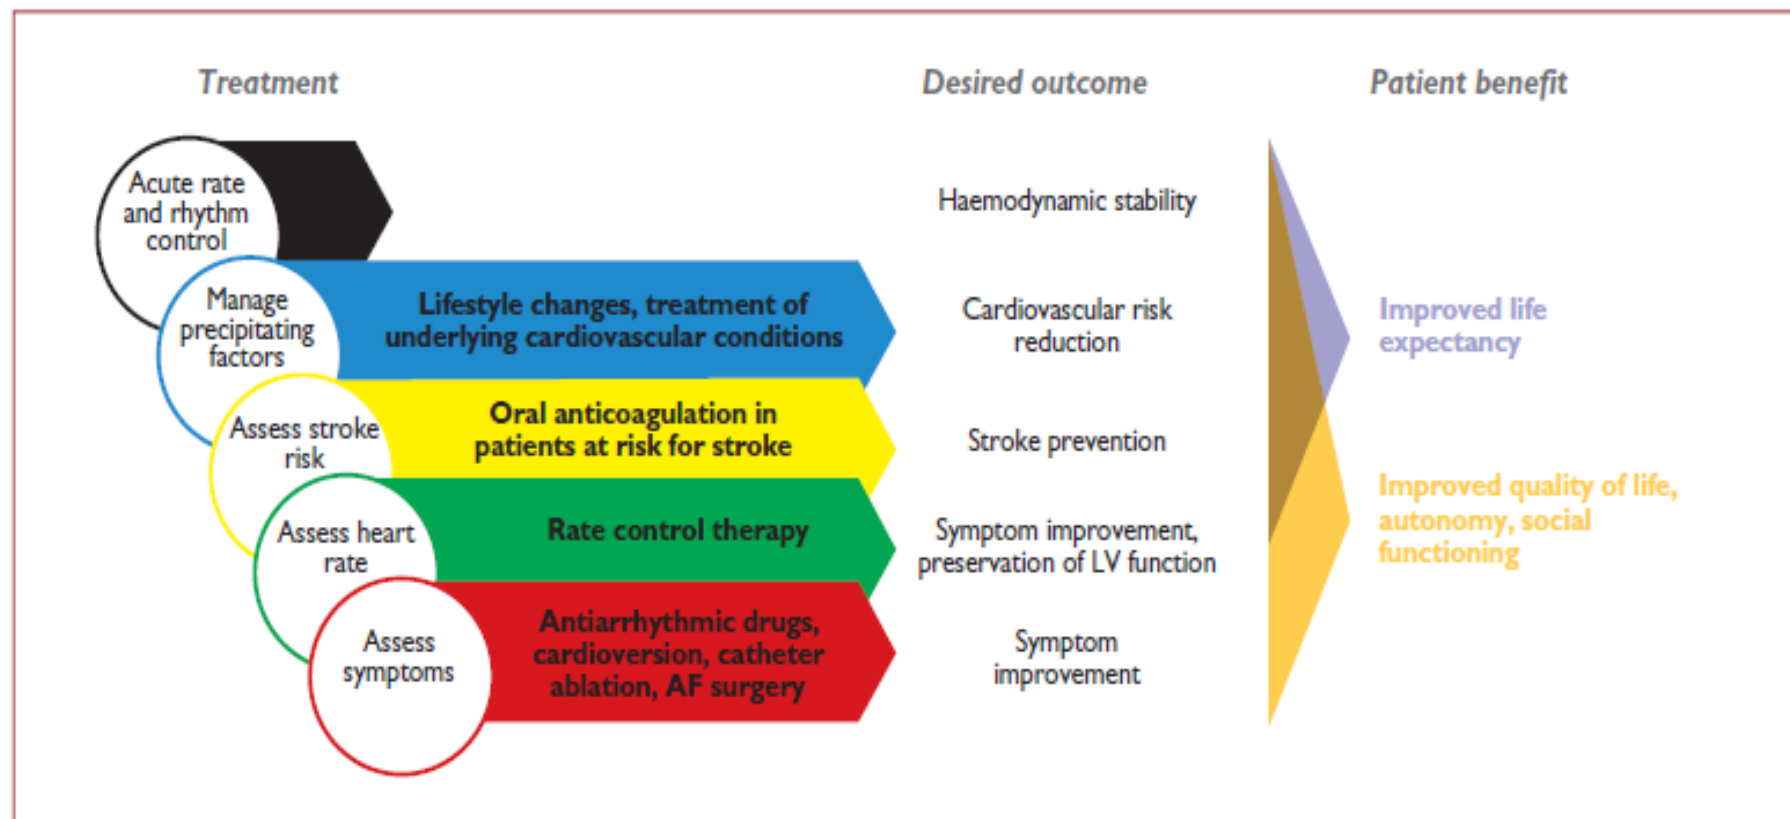 Treatment
Desired outcome
Patient benefit
Acute rate
and rhythm
control
Haemodynamic stability
Manage
precipitating
factors
Lifestyle changes, treatment of
underlying cardiovascular conditions
Cardiovascular risk
reduction
Improved life
expectancy
Assess stroke
risk
Oral anticoagulation in
patients at risk for stroke
Stroke prevention
Improved quality of life,
autonomy, social
functioning
Assess heart
rate
Rate control therapy
Symptom improvement,
preservation of LV function
Assess
symptoms
Antiarrhythmic drugs,
cardioversion, catheter
ablation, AF surgery
Symptom
improvement